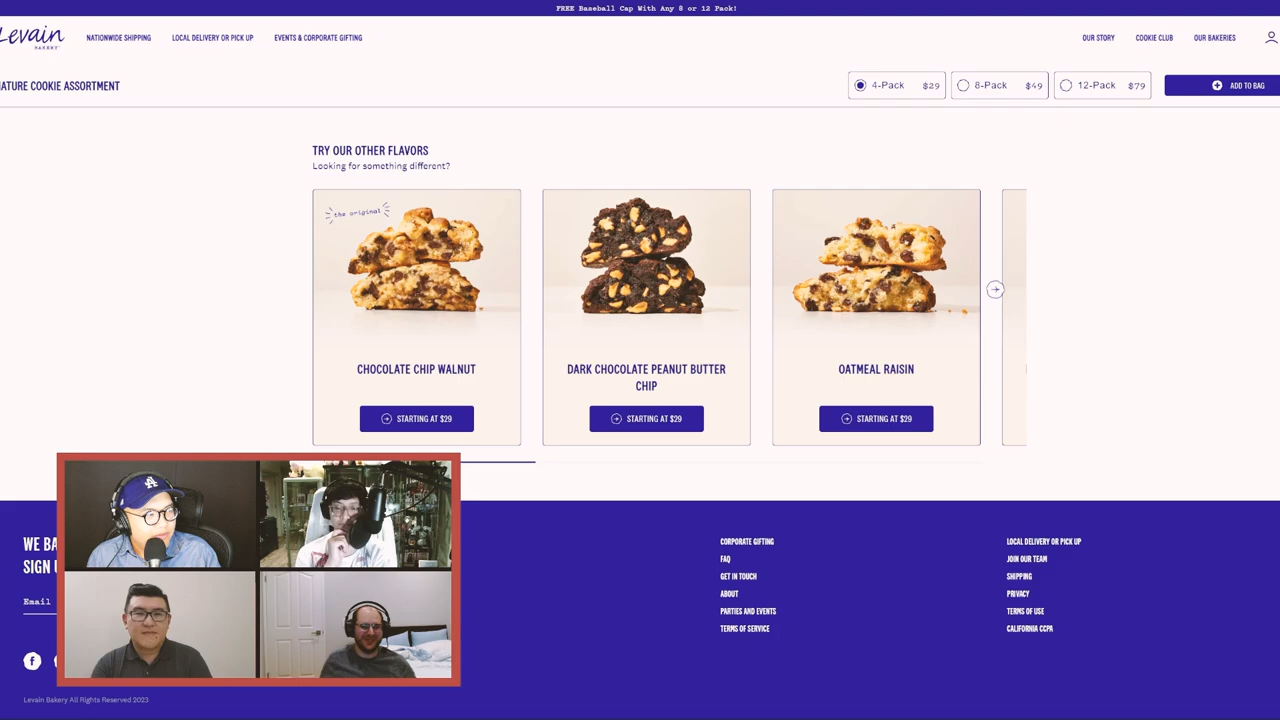 FREE Baseball Cap With Any 8 or 12 Pack!
Levain
BAKERY
NATIONWIDE SHIPPING
LOCAL DELIVERY OR PICK UP
EVENTS & CORPORATE GIFTING
OUR STORY
COOKIE CLUB
OUR BAKERIES
NATURE COOKIE ASSORTMENT
4-Pack $29
8-Pack $49
12-Pack $79
ADD TO BAG
TRY OUR OTHER FLAVORS
Looking for something different?
the original
CHOCOLATE CHIP WALNUT
STARTING AT $29
DARK CHOCOLATE PEANUT BUTTER
CHIP
STARTING AT $29
OATMEAL RAISIN
STARTING AT $29
WE BA
SIGN
Email
CORPORATE GIFTING
FAQ
GET IN TOUCH
ABOUT
PARTIES AND EVENTS
TERMS OF SERVICE
LOCAL DELIVERY OR PICK UP
JOIN OUR TEAM
SHIPPING
PRIVACY
TERMS OF USE
CALIFORNIA CCPA
Levain Bakery All Rights Reserved 2023